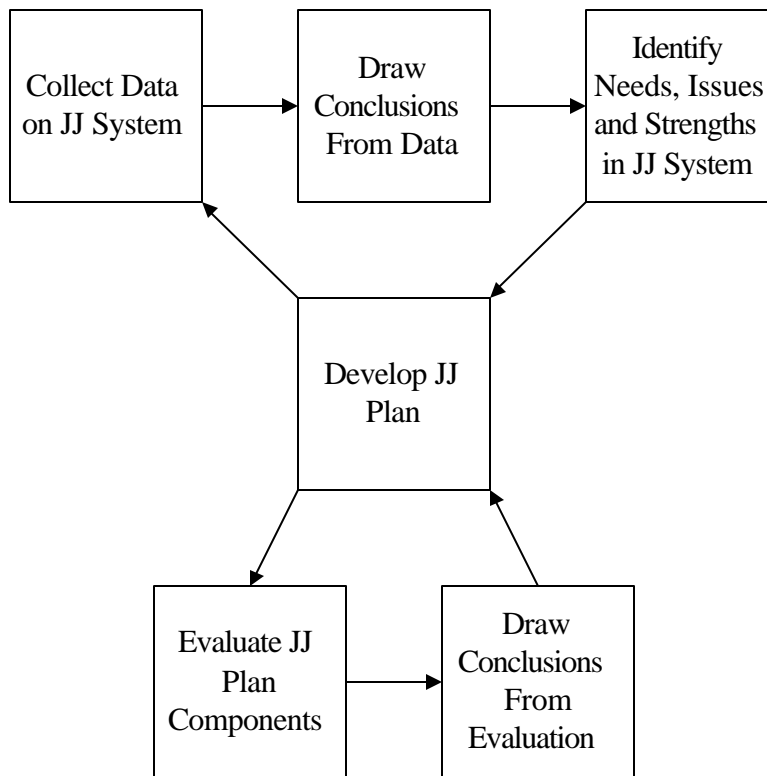 Collect Data
on JJ System
Draw
Conclusions
From Data
Identify
Needs, Issues
and Strengths
in JJ System
Develop JJ
Plan
Evaluate JJ
Plan
Components
Draw
Conclusions
From
Evaluation